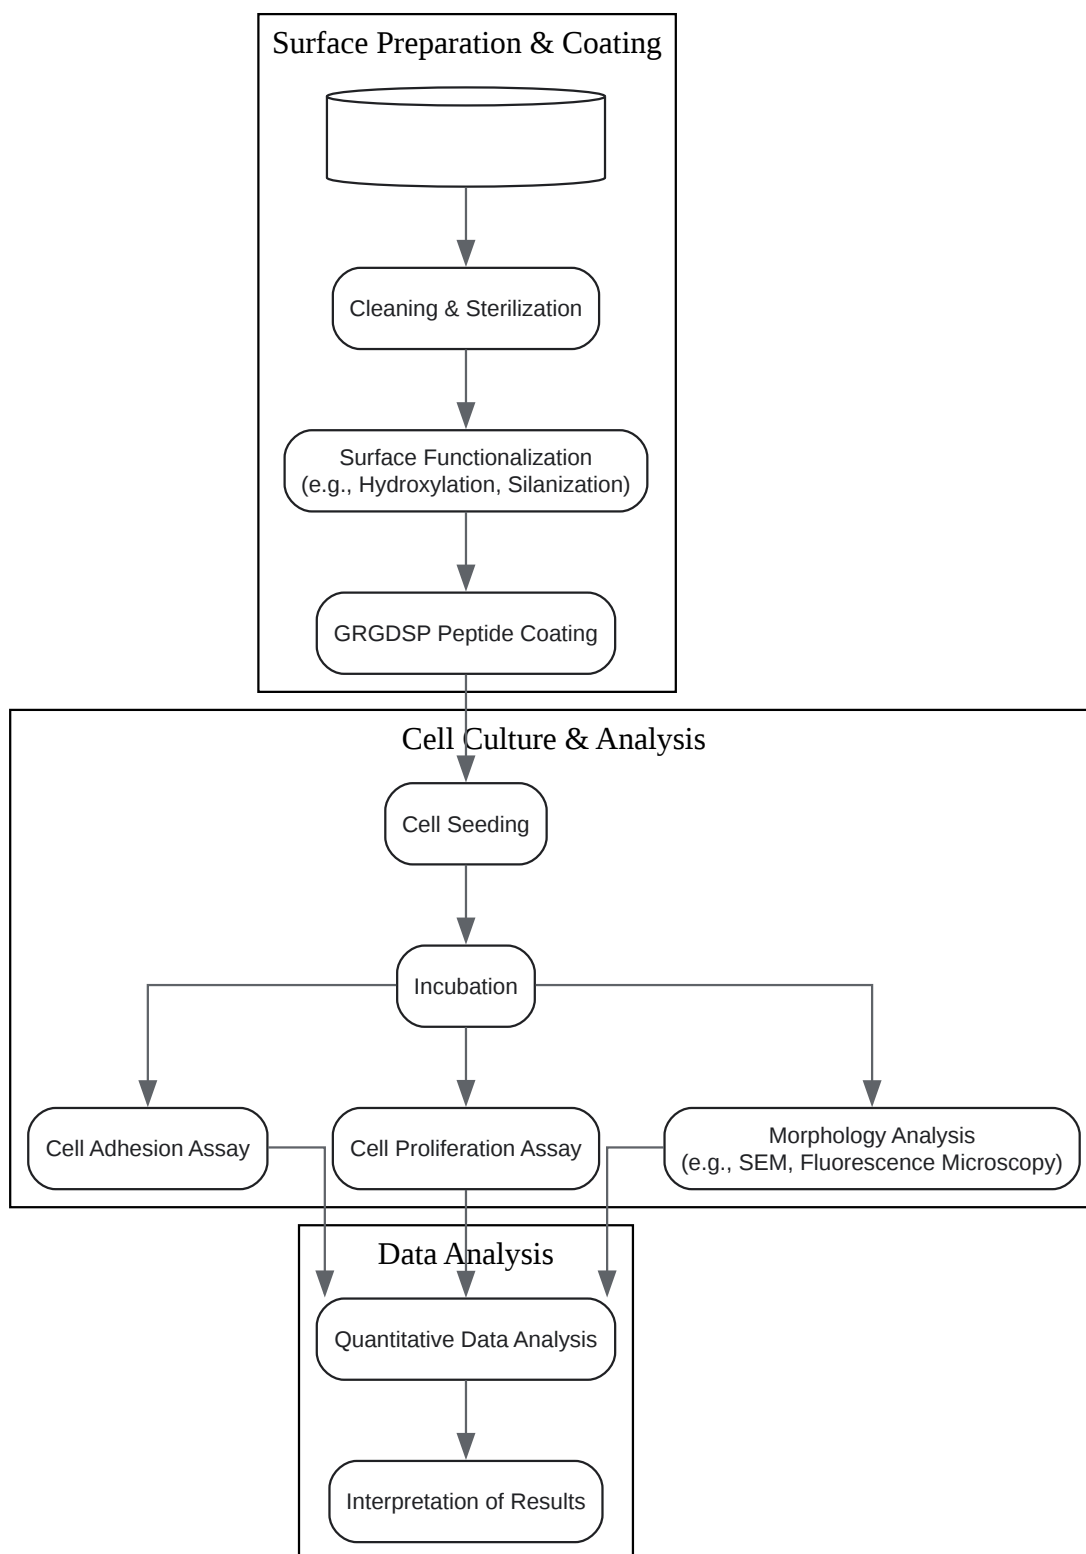 Surface Preparation & Coating
Cleaning & Sterilization
Surface Functionalization
(e.g., Hydroxylation, Silanization)
GRGDSP Peptide Coating
Cell Culture & Analysis
Cell Seeding
Incubation
Cell Adhesion Assay
Cell Proliferation Assay
Morphology Analysis
(e.g., SEM, Fluorescence Microscopy)
Data Analysis
Quantitative Data Analysis
Interpretation of Results